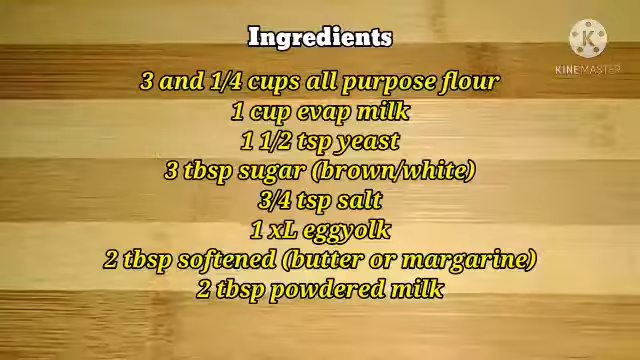 Ingredients
K
KINEMASTER
3 and 1/4 cups all purpose flour
1 cup evap milk
1 1/2 tsp yeast
3 tbsp sugar (brown/white)
3/4 tsp salt
1 xL eggyolk
2 tbsp softened (butter or margarine)
2 tbsp powdered milk